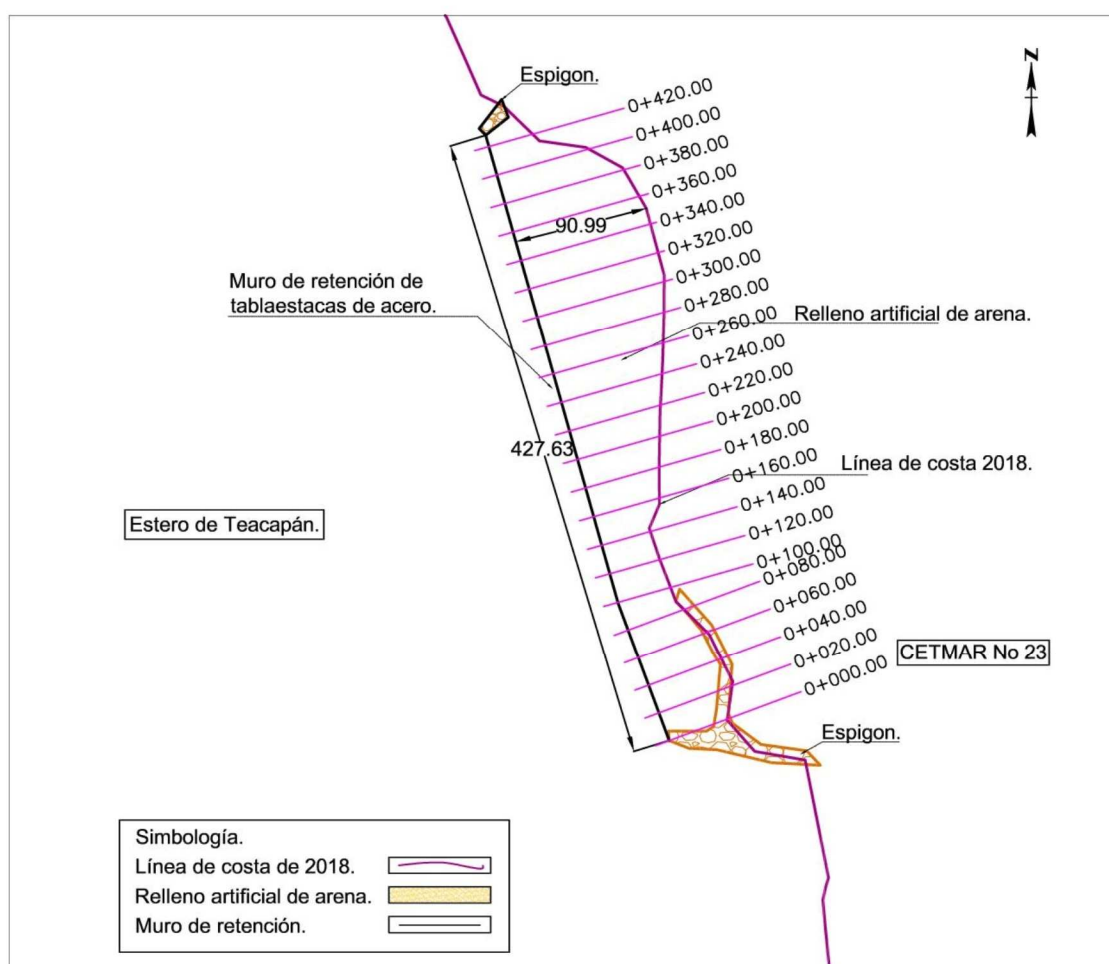 N
Espigon.
0+420.00
0+400.00
0+380.00
0+360.00
0+340.00
90.99
0+320.00
0+300.00
Muro de retención de
tablaestacas de acero.
0+280.00
0+260.00
Relleno artificial de arena.
0+240.00
0+220.00
0+200.00
427.63
0+180.00
0+160.00
Línea de costa 2018.
0+140.00
Estero de Teacapán.
0+120.00
0+100.00
0+080.00
0+060.00
0+040.00
0+020.00
CETMAR No 23
0+000.00
Espigon.
Simbología.
Línea de costa de 2018.
Relleno artificial de arena.
Muro de retención.